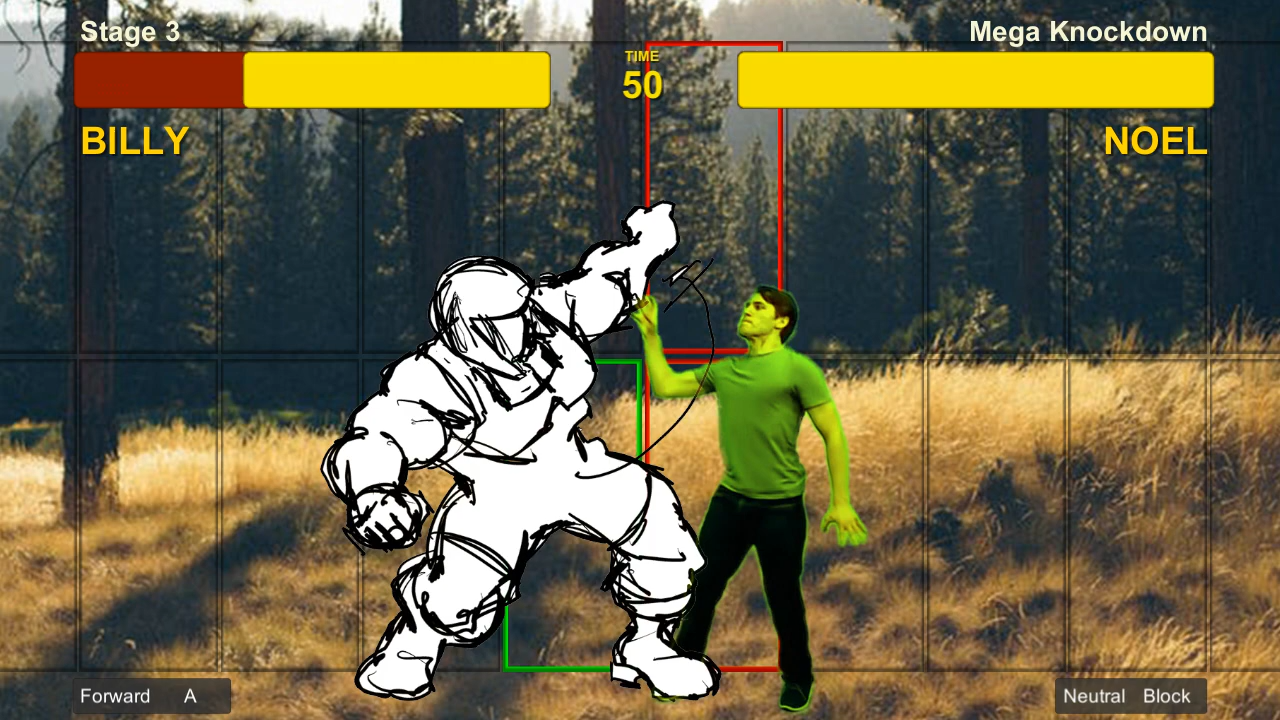 Stage 3
Mega Knockdown
TIME
50
BILLY
NOEL
Forward A
Neutral Block